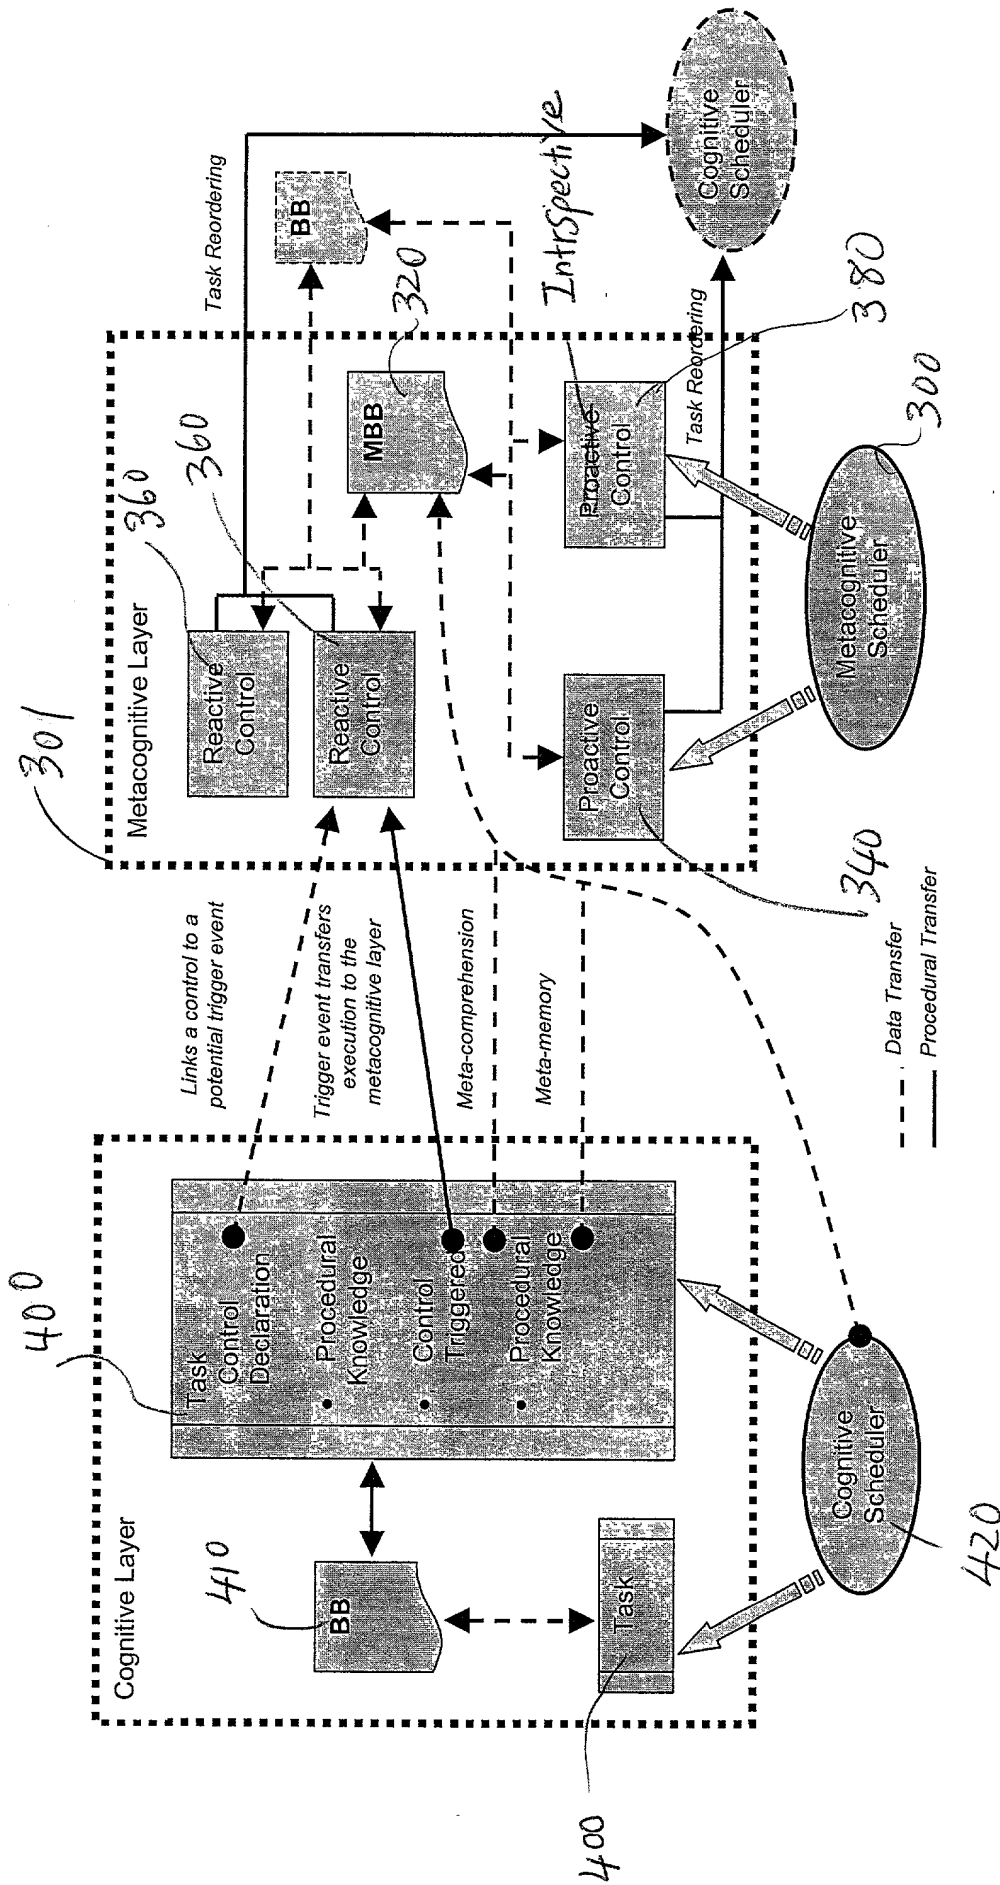 Cognitive Layer
400
Task
Control
Declaration
Procedural
Knowledge
Control
Triggered
Procedural
Knowledge
410
BB
Task
400
Cognitive
Scheduler
420
Links a control to a
potential trigger event
Trigger event transfers
execution to the
metacognitive layer
Meta-comprehension
Meta-memory
Data Transfer
Procedural Transfer
301
Metacognitive Layer
360
Reactive
Control
360
Reactive
Control
MBB
320
Proactive
Control
340
Proactive
Control
Intrspective
380
Metacognitive
Scheduler
300
Task Reordering
BB
Task Reordering
Cognitive
Scheduler